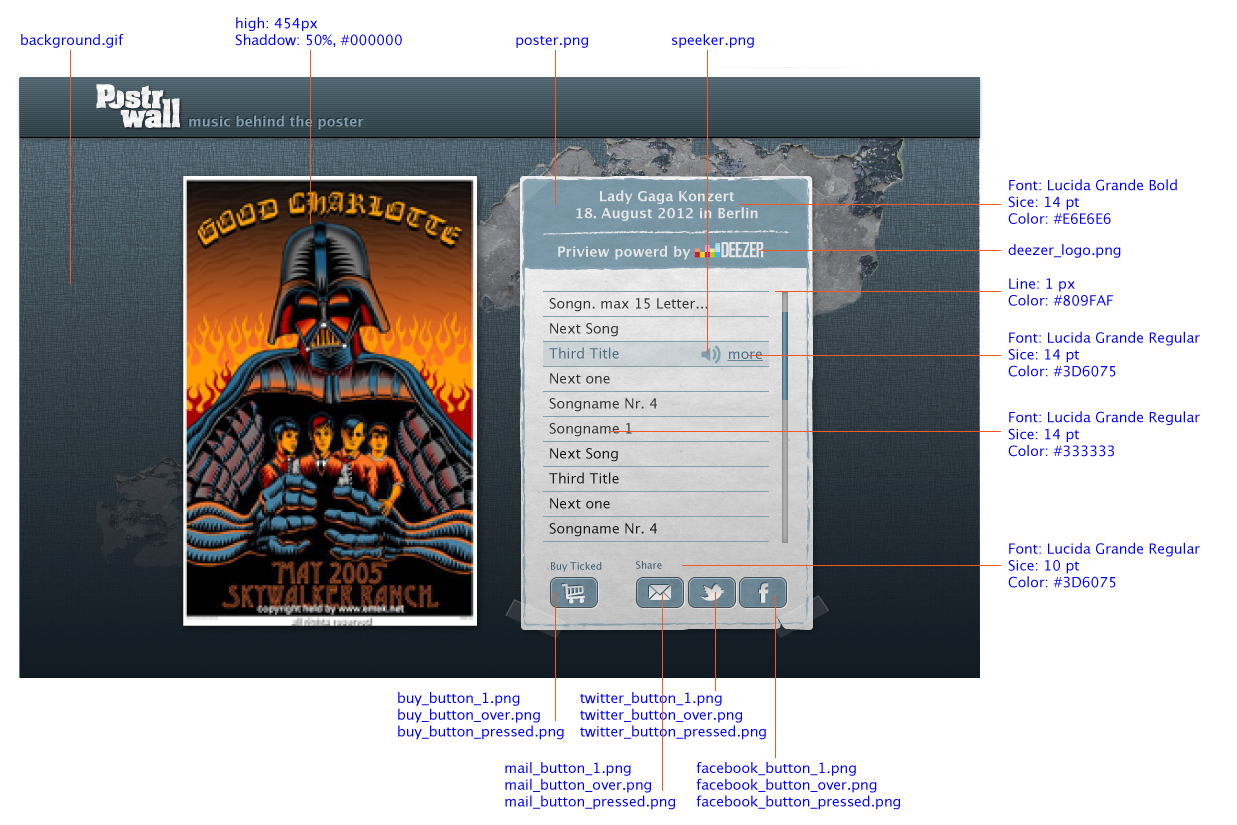 high: 454px
background.gif
Shaddow: 50%, #000000
poster.png
speeker.png
Postr
wall
music behind the poster
GOOD CHARLOTTE
MAY 2005
SKYWALKER RANCH.
copyright held by www.emek.net
all rights reserved
Lady Gaga Konzert
18. August 2012 in Berlin
Priview powerd by DEEZER
Songn. max 15 Letter...
Next Song
Third Title more
Next one
Songname Nr. 4
Songname 1
Next Song
Third Title
Next one
Songname Nr. 4
Buy Ticked
Share
f
Font: Lucida Grande Bold
Sice: 14 pt
Color: #E6E6E6
deezer_logo.png
Line: 1 px
Color: #809FAF
Font: Lucida Grande Regular
Sice: 14 pt
Color: #3D6075
Font: Lucida Grande Regular
Sice: 14 pt
Color: #333333
Font: Lucida Grande Regular
Sice: 10 pt
Color: #3D6075
buy_button_1.png
buy_button_over.png
buy_button_pressed.png
twitter_button_1.png
twitter_button_over.png
twitter_button_pressed.png
mail_button_1.png
mail_button_over.png
mail_button_pressed.png
facebook_button_1.png
facebook_button_over.png
facebook_button_pressed.png